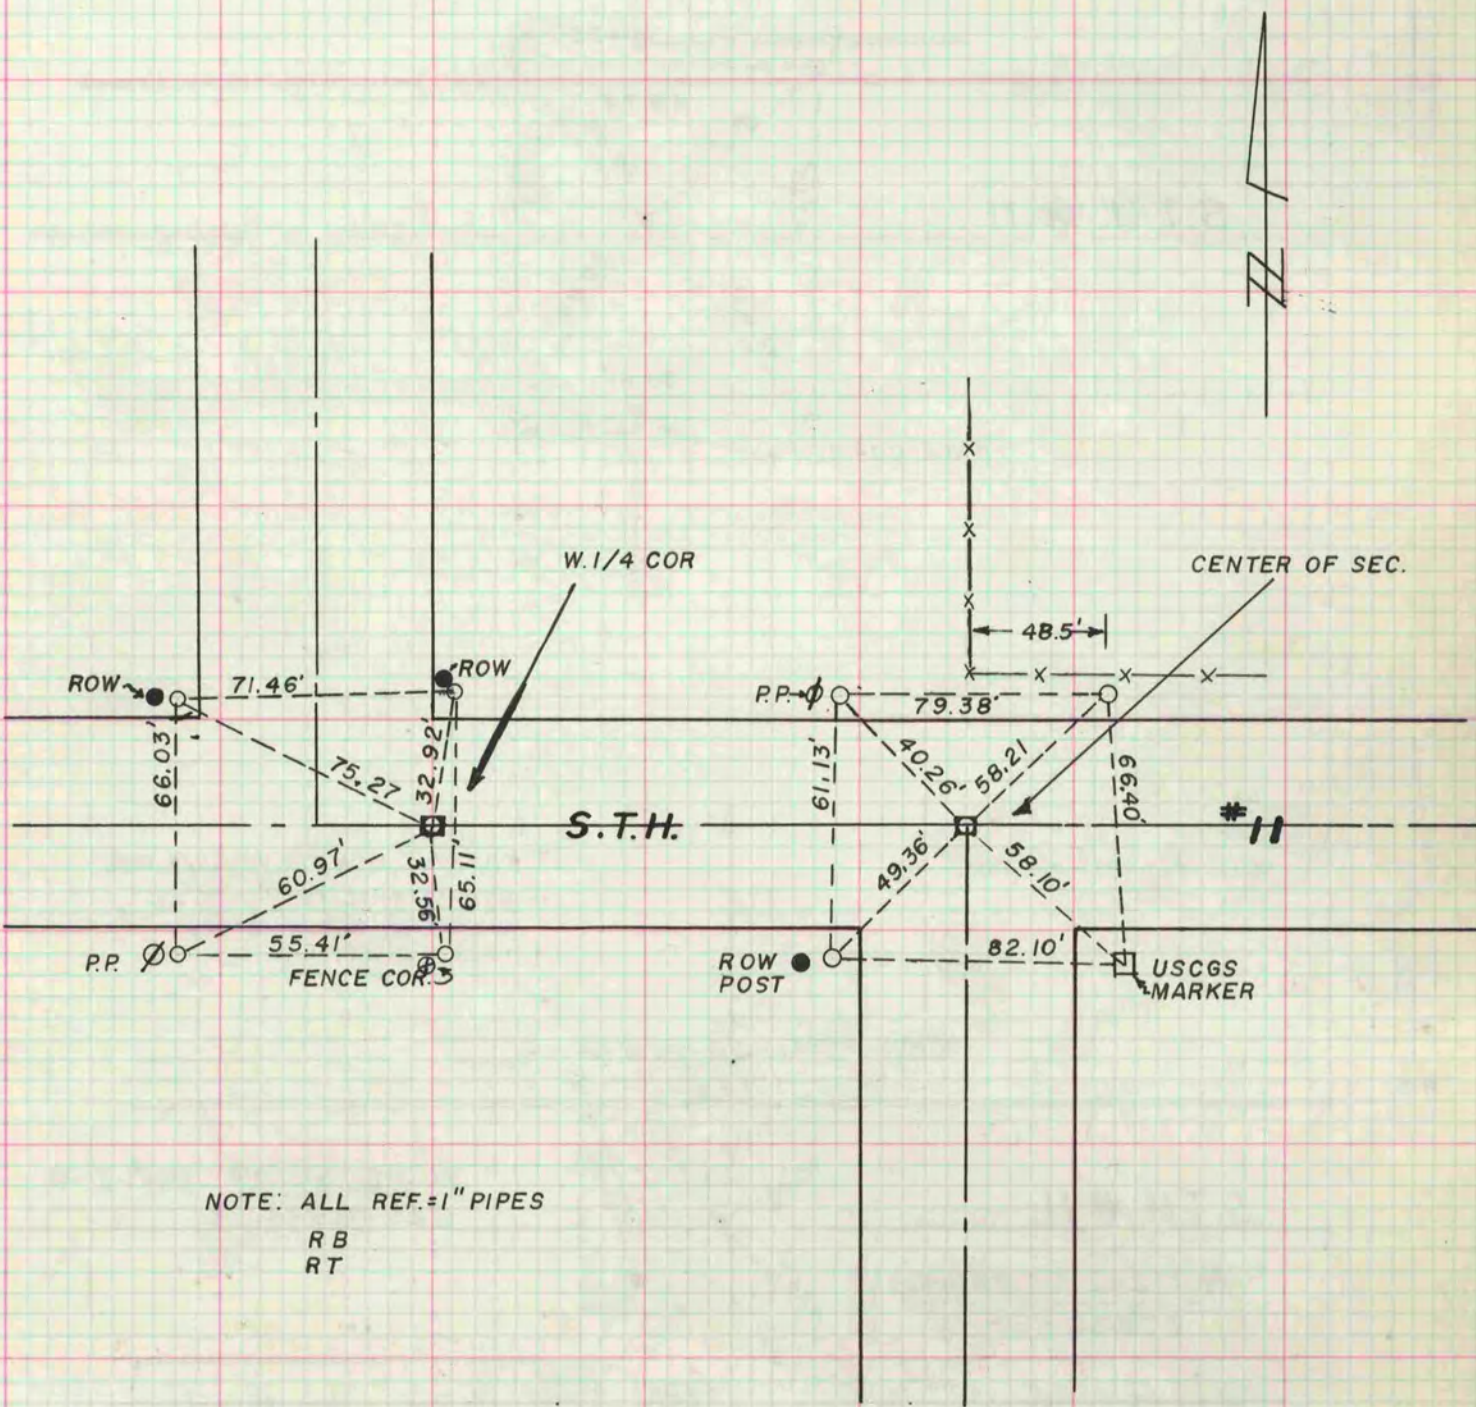 N
W. 1/4 COR
CENTER OF SEC.
48.5'
ROW
71.46'
ROW
P.P.
79.38'
66.03'
75.27
32.92'
61.13'
40.26'
58.21
66.40'
S.T.H.
#11
60.97'
32.56'
65.11'
49.36'
58.10'
P.P.
55.41'
FENCE COR.
ROW
POST
82.10'
USCGS
MARKER
NOTE: ALL REF.=1" PIPES
RB
RT